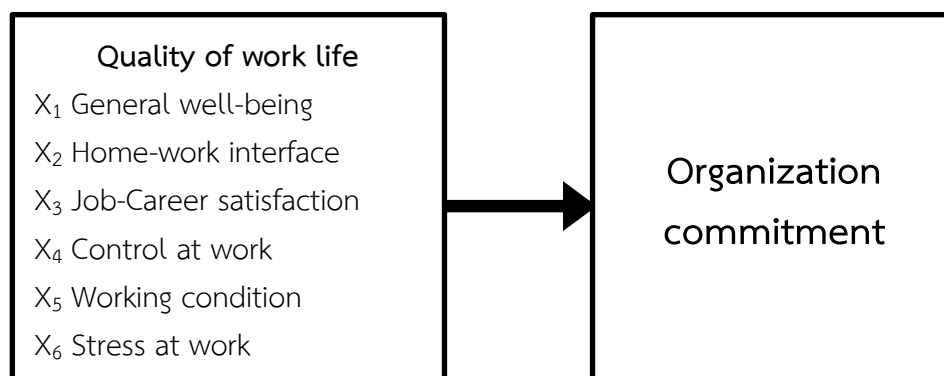 Quality of work life
X₁ General well-being
X₂ Home-work interface
X₃ Job-Career satisfaction
X₄ Control at work
X₅ Working condition
X₆ Stress at work
Organization
commitment